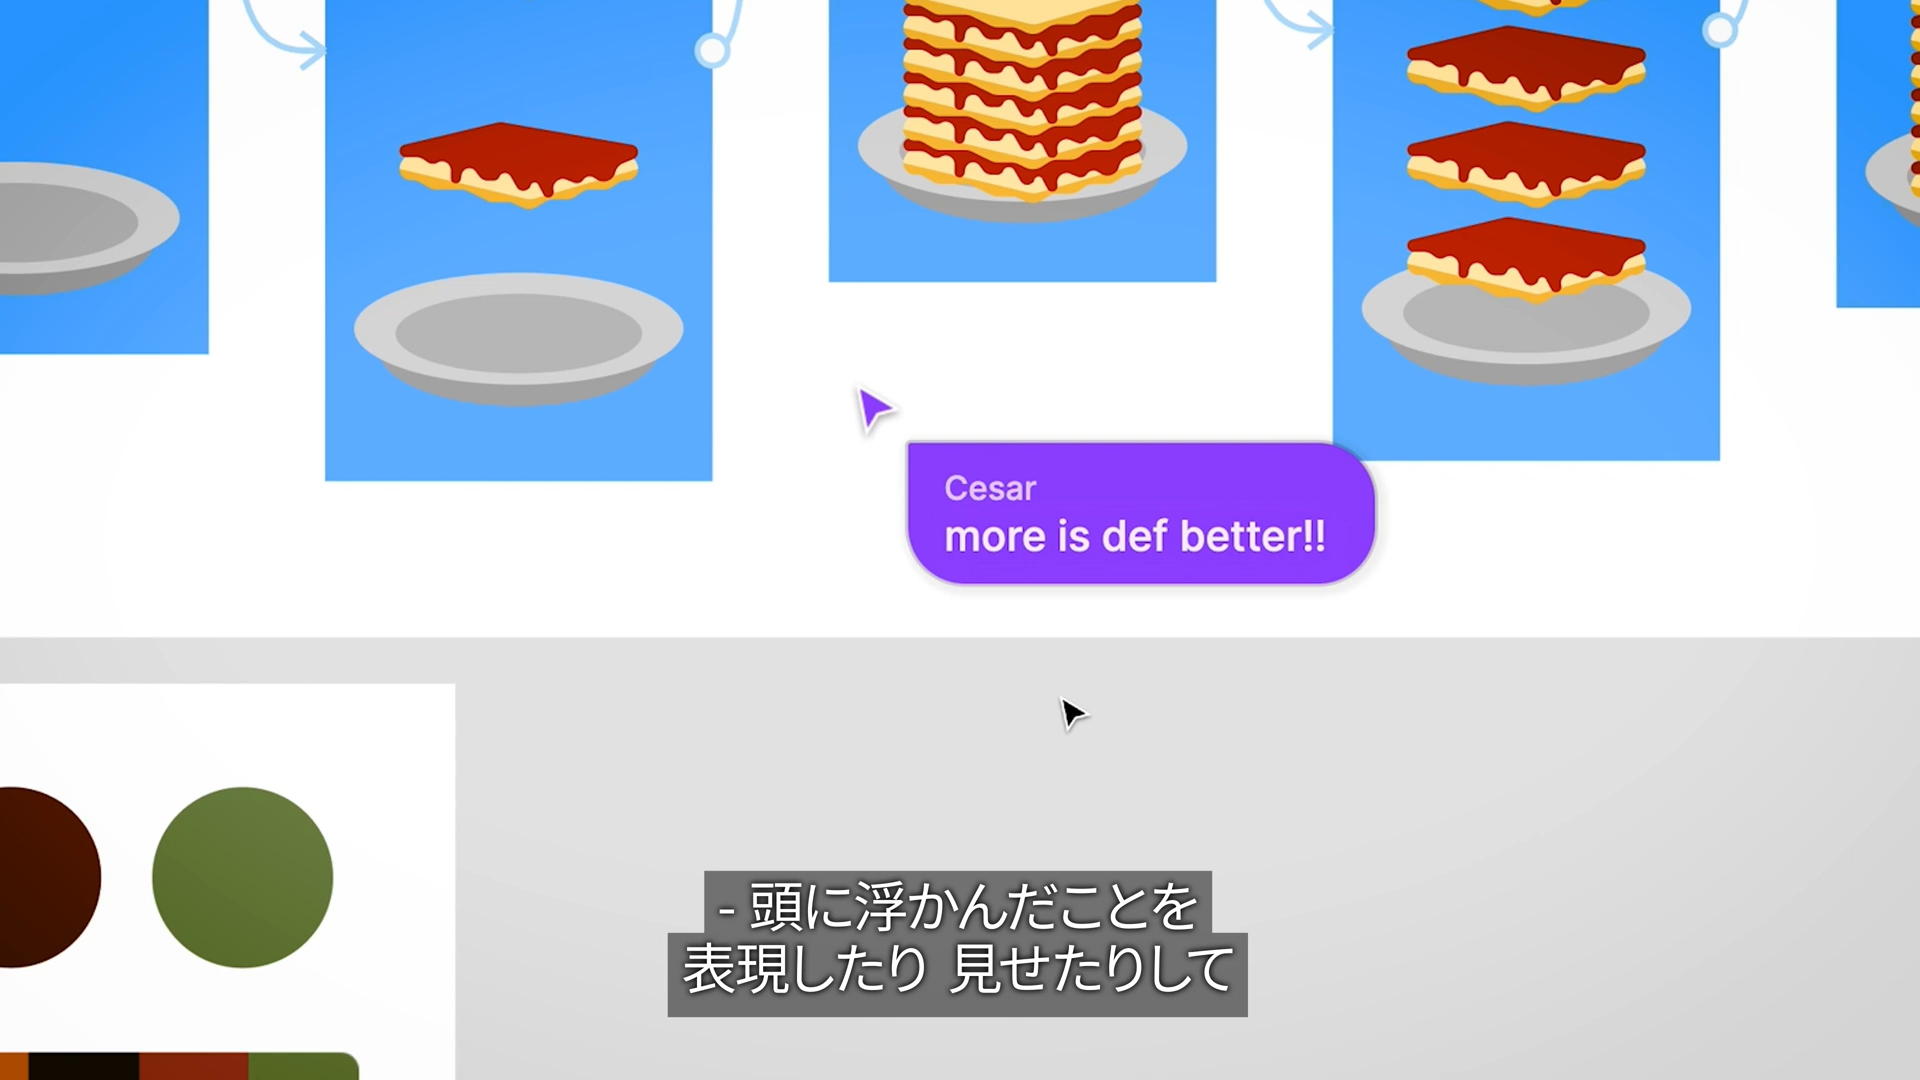 Cesar
more is def better!!
- 頭に浮かんだことを
表現したり 見せたりして